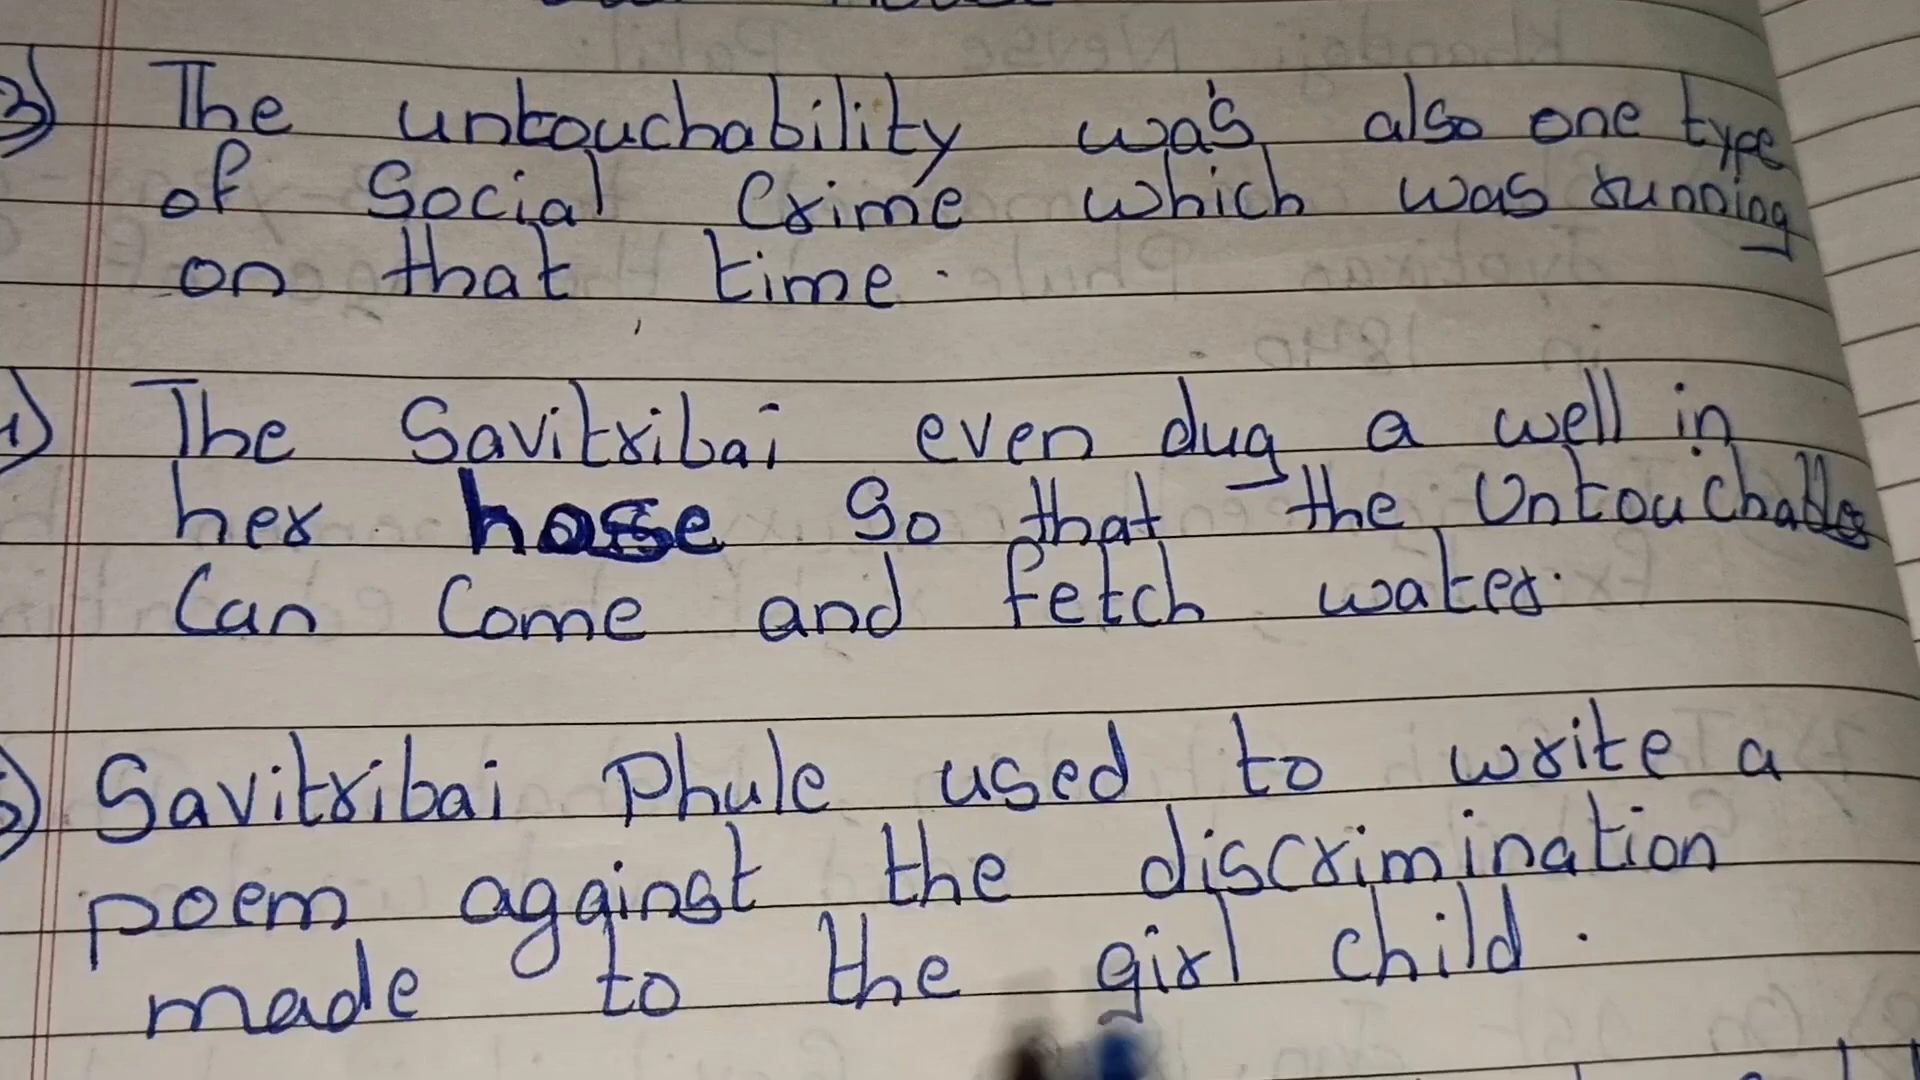 3) The untouchability was also one type
of Social Crime which was running
on that time.
The Savitribai even dug a well in
her house So that the Untouchables
Can Come and fetch water.
Savitribai Phule used to write a
poem against the discrimination
made to the girl child.